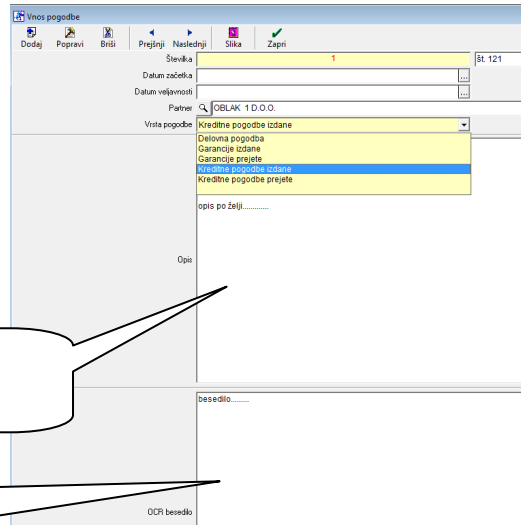 Vnos pogodbe
Dodaj Popravi Briši Prejšnji Naslednji Slika Zapri
Številka 1 št. 121
Datum začetka ...
Datum veljavnosti ...
Partner OBLAK 1 D.O.O.
Vrsta pogodbe Kreditne pogodbe izdane
Delovna pogodba
Garancije izdane
Garancije prejete
Kreditne pogodbe izdane
Kreditne pogodbe prejete
opis po želji.............
Opis
besedilo.........
OCR besedilo